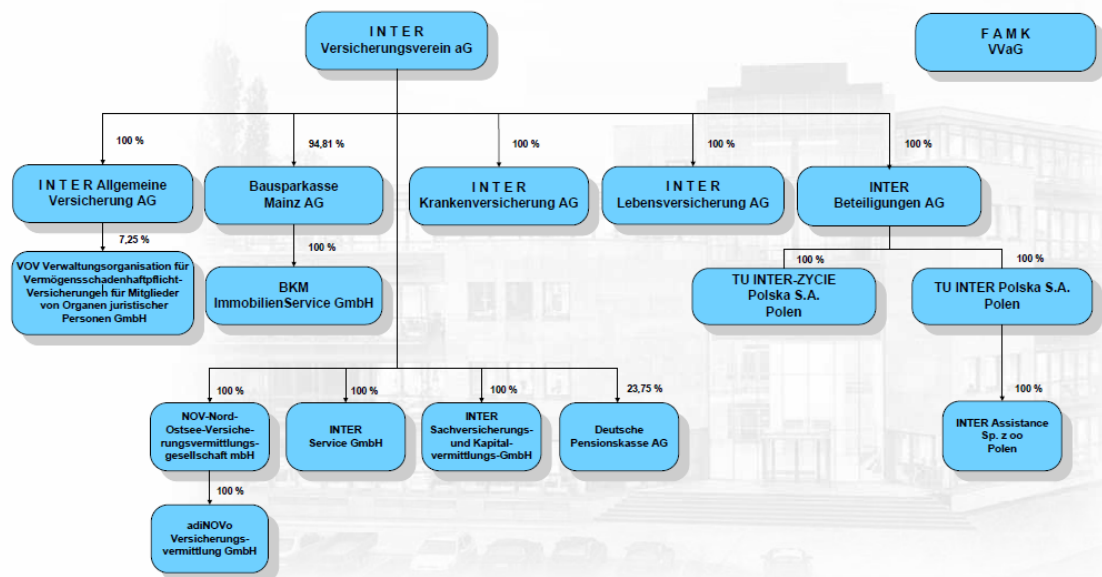 I N T E R
Versicherungsverein aG
F A M K
VVaG
100 %
94,81 %
100 %
100 %
100 %
I N T E R Allgemeine
Versicherung AG
Bausparkasse
Mainz AG
I N T E R
Krankenversicherung AG
I N T E R
Lebensversicherung AG
INTER
Beteiligungen AG
7,25 %
100 %
100 %
100 %
VOV Verwaltungsorganisation für
Vermögensschadenhaftpflicht-
Versicherungen für Mitglieder
von Organen juristischer
Personen GmbH
BKM
ImmobilienService GmbH
TU INTER-ZYCIE
Polska S.A.
Polen
TU INTER Polska S.A.
Polen
100 %
100 %
100 %
23,75 %
100 %
NOV-Nord-
Ostsee-Versiche-
rungsvermittlungs-
gesellschaft mbH
INTER
Service GmbH
INTER
Sachversicherungs-
und Kapital-
vermittlungs-GmbH
Deutsche
Pensionskasse AG
INTER Assistance
Sp. z oo
Polen
100 %
adiNOVo
Versicherungs-
vermittlung GmbH